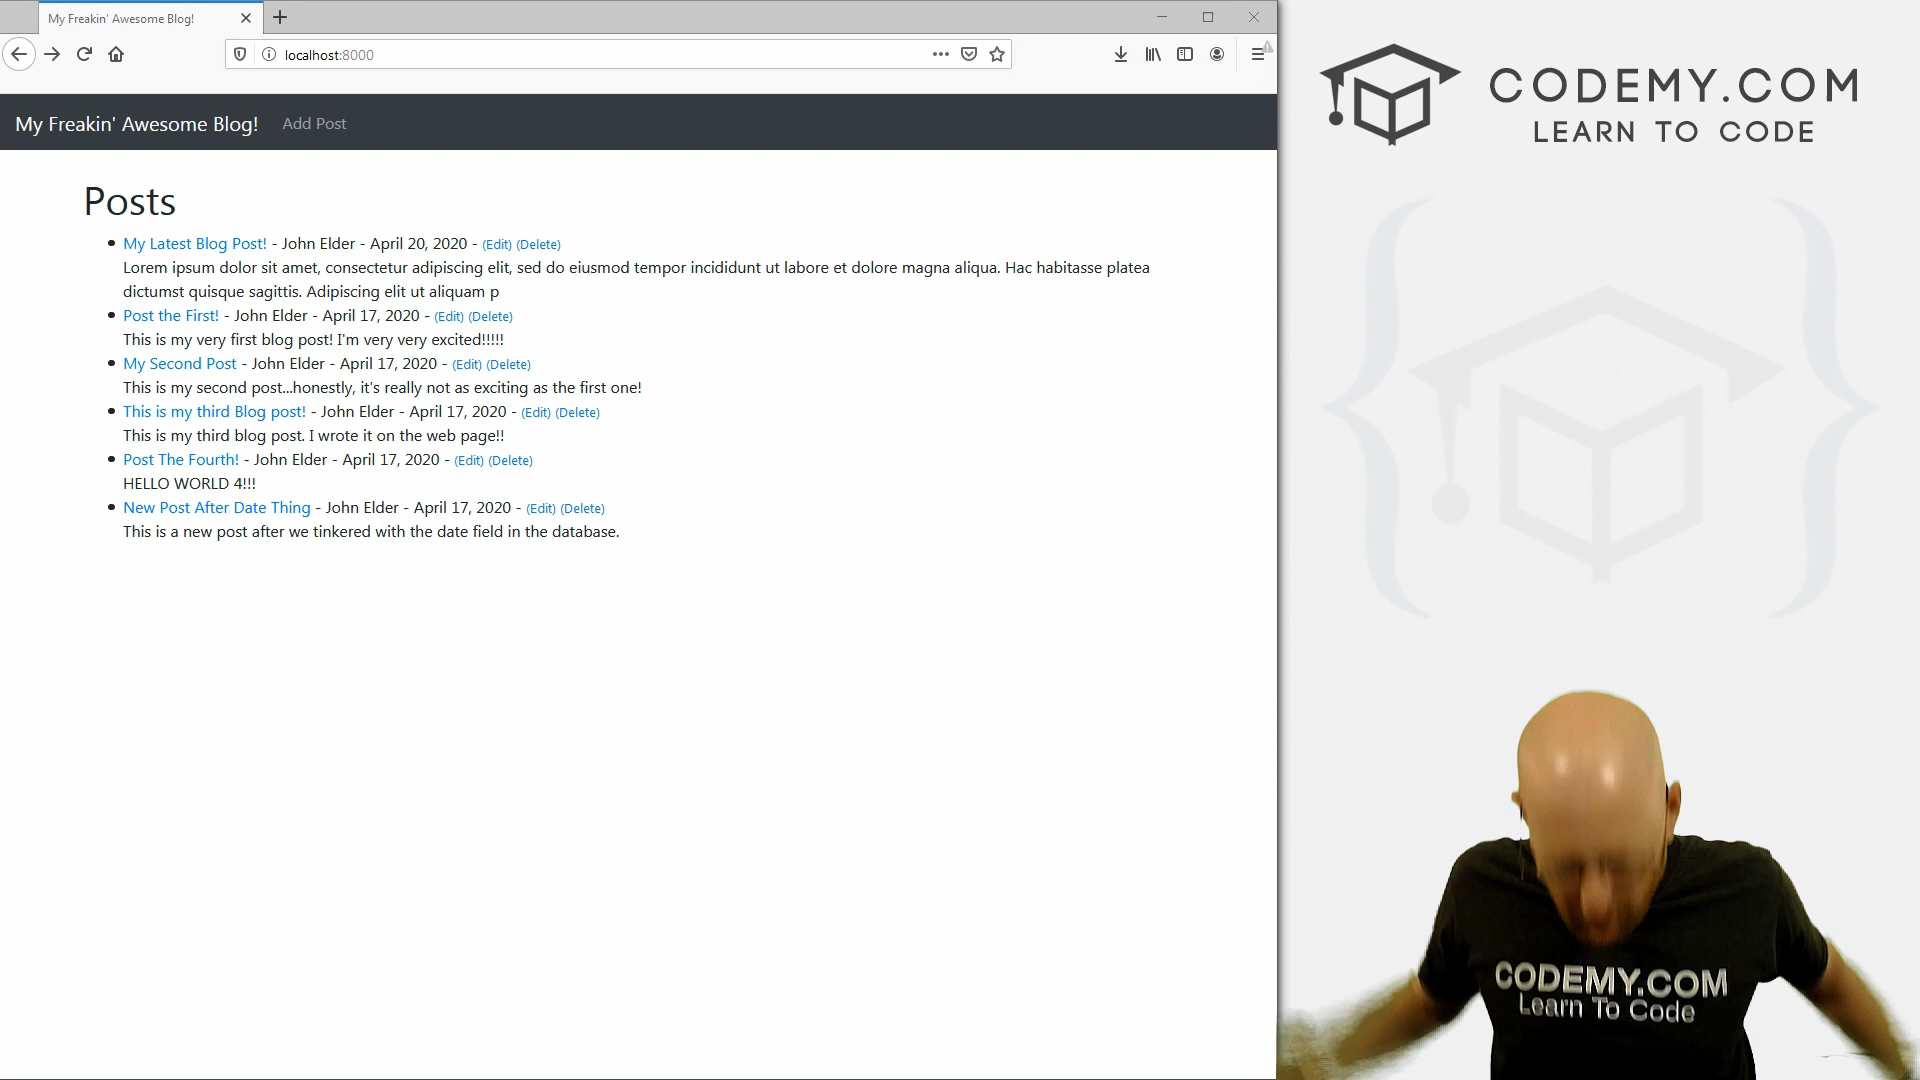 My Freakin' Awesome Blog!
localhost:8000
My Freakin' Awesome Blog! Add Post
Posts
My Latest Blog Post! - John Elder - April 20, 2020 - (Edit) (Delete)
Lorem ipsum dolor sit amet, consectetur adipiscing elit, sed do eiusmod tempor incididunt ut labore et dolore magna aliqua. Hac habitasse platea
dictumst quisque sagittis. Adipiscing elit ut aliquam p
Post the First! - John Elder - April 17, 2020 - (Edit) (Delete)
This is my very first blog post! I'm very very excited!!!!!
My Second Post - John Elder - April 17, 2020 - (Edit) (Delete)
This is my second post...honestly, it's really not as exciting as the first one!
This is my third Blog post! - John Elder - April 17, 2020 - (Edit) (Delete)
This is my third blog post. I wrote it on the web page!!
Post The Fourth! - John Elder - April 17, 2020 - (Edit) (Delete)
HELLO WORLD 4!!!
New Post After Date Thing - John Elder - April 17, 2020 - (Edit) (Delete)
This is a new post after we tinkered with the date field in the database.
CODEMY.COM
LEARN TO CODE
CODEMY.COM
Learn To Code